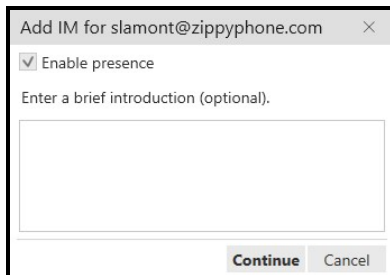 Add IM for slamont@zippyphone.com
Enable presence
Enter a brief introduction (optional).
Continue Cancel